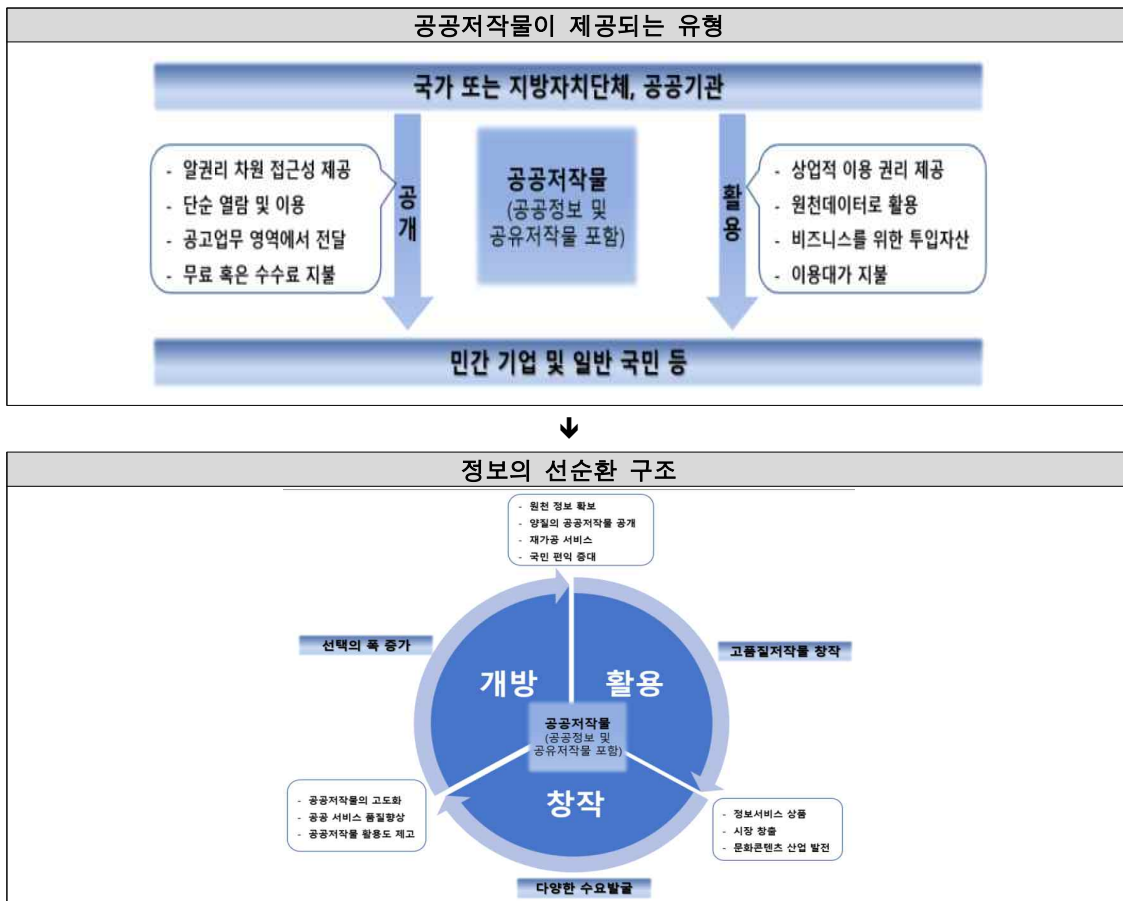 공공저작물이 제공되는 유형
국가 또는 지방자치단체, 공공기관
- 알권리 차원 접근성 제공
- 단순 열람 및 이용
- 공고업무 영역에서 전달
- 무료 혹은 수수료 지불
공개
공공저작물
(공공정보 및
공유저작물 포함)
활용
- 상업적 이용 권리 제공
- 원천데이터로 활용
- 비즈니스를 위한 투입자산
- 이용대가 지불
민간 기업 및 일반 국민 등
정보의 선순환 구조
- 원천 정보 확보
- 양질의 공공저작물 공개
- 재가공 서비스
- 국민 편익 증대
선택의 폭 증가
고품질저작물 창작
개방
활용
공공저작물
(공공정보 및
공유저작물 포함)
창작
- 공공저작물의 고도화
- 공공 서비스 품질향상
- 공공저작물 활용도 제고
- 정보서비스 상품
- 시장 창출
- 문화콘텐츠 산업 발전
다양한 수요발굴